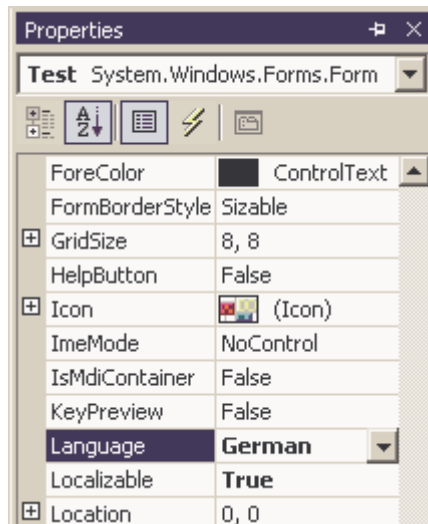 Properties
Test System.Windows.Forms.Form
A
Z
ForeColor ControlText
FormBorderStyle Sizable
GridSize 8, 8
HelpButton False
Icon (Icon)
ImeMode NoControl
IsMdiContainer False
KeyPreview False
Language German
Localizable True
Location 0, 0